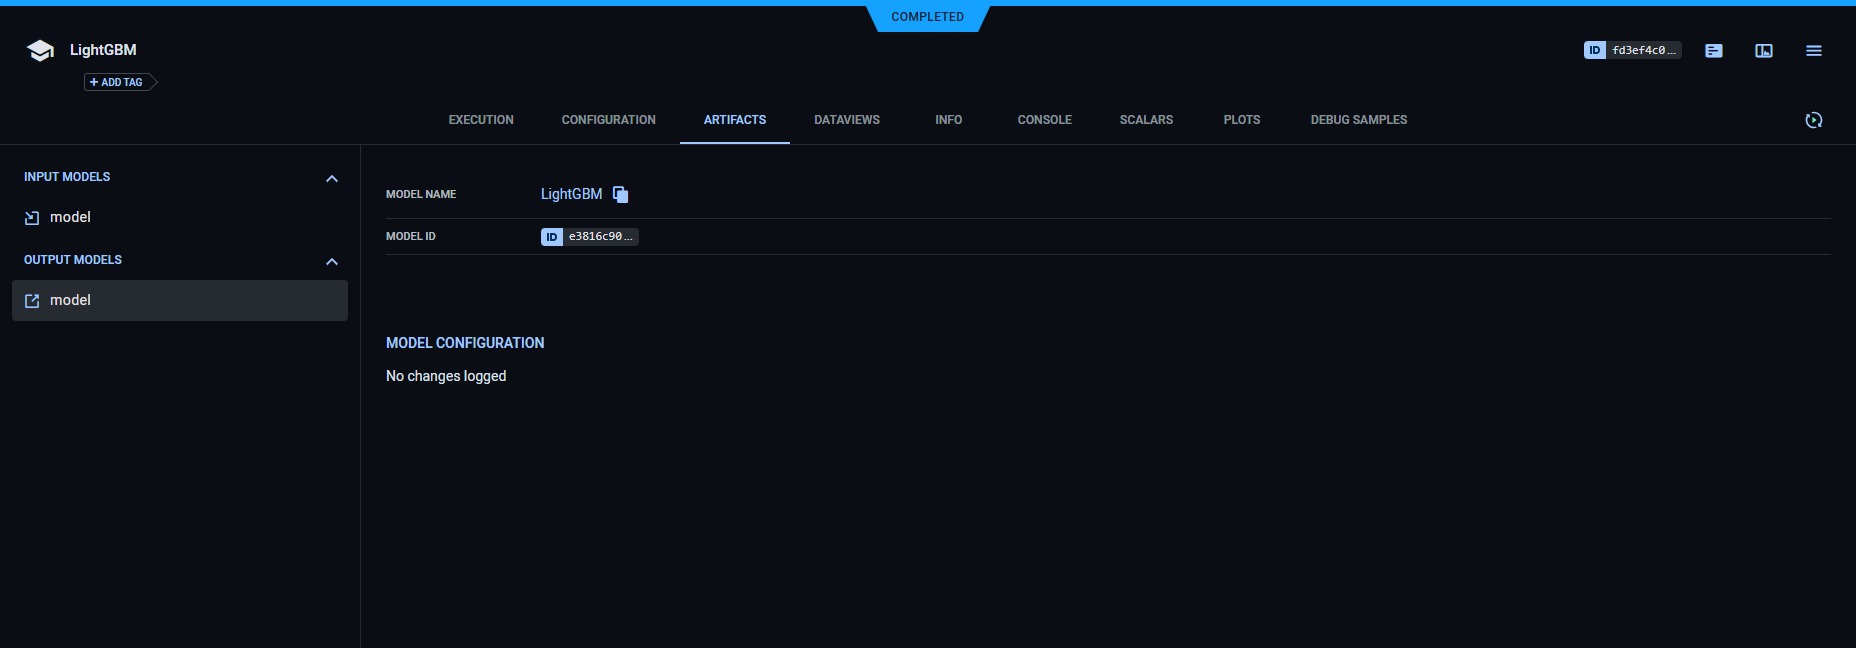 COMPLETED
LightGBM
ID fd3ef4c0...
+ ADD TAG
EXECUTION CONFIGURATION ARTIFACTS DATAVIEWS INFO CONSOLE SCALARS PLOTS DEBUG SAMPLES
INPUT MODELS
model
OUTPUT MODELS
model
MODEL NAME LightGBM
MODEL ID ID e3816c90...
MODEL CONFIGURATION
No changes logged